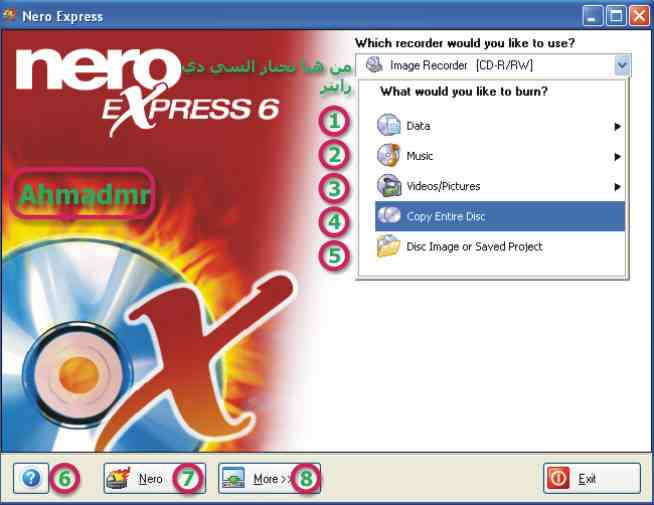 Nero Express
Which recorder would you like to use?
nero
من هنا نختار السي دي
رايتر
Image Recorder [CD-R/RW]
What would you like to burn?
EXPRESS 6
1
Data
2
Music
3
Videos/Pictures
Ahmadmr
4
Copy Entire Disc
5
Disc Image or Saved Project
?
6
Nero
7
More >>
8
Exit